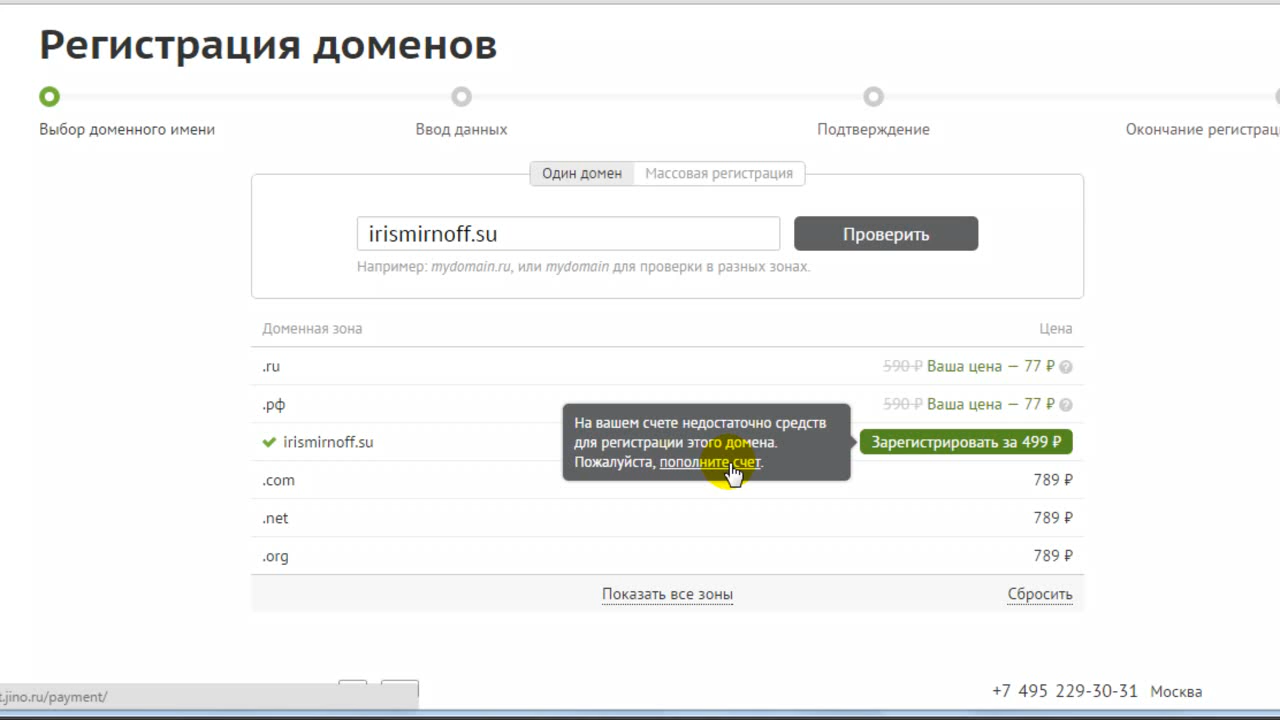 Регистрация доменов
Выбор доменного имени
Ввод данных
Подтверждение
Окончание
Один домен
Массовая регистрация
irismirnoff.su
Проверить
Например: mydomain.ru, или mydomain для проверки в разных зонах.
Доменная зона
Цена
.ru
590 ₽ Ваша цена — 77 ₽ ?
.рф
590 ₽ Ваша цена — 77 ₽ ?
На вашем счете недостаточно средств
для регистрации этого домена.
Пожалуйста, пополните счет.
irismirnoff.su
Зарегистрировать за 499 ₽
.com
789 ₽
.net
789 ₽
.org
789 ₽
Показать все зоны
Сбросить
t.jino.ru/payment/
+7 495 229-30-31 Москва